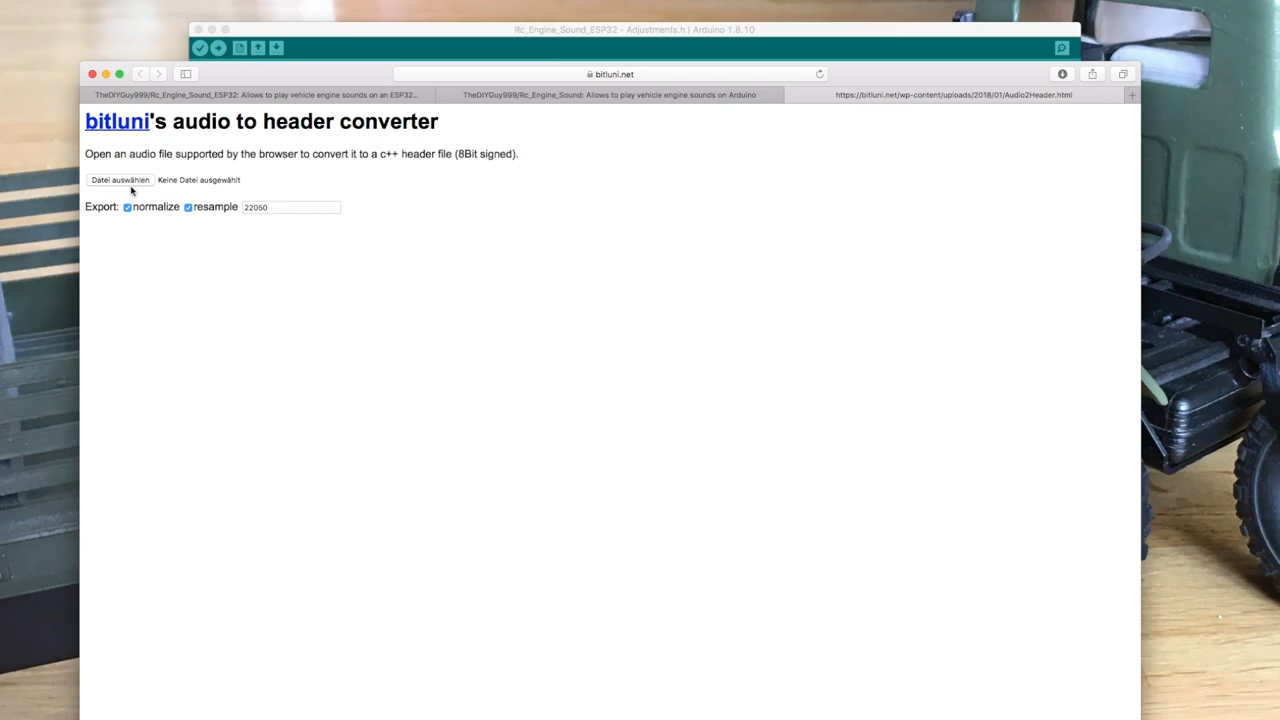 Rc_Engine_Sound_ESP32 - Adjustments.h | Arduino 1.8.10
bitluni.net
TheDIYGuy999/Rc_Engine_Sound_ESP32: Allows to play vehicle engine sounds on an ESP32...
TheDIYGuy999/Rc_Engine_Sound: Allows to play vehicle engine sounds on Arduino
https://bitluni.net/wp-content/uploads/2018/01/Audio2Header.html
bitluni's audio to header converter
Open an audio file supported by the browser to convert it to a c++ header file (8Bit signed).
Datei auswählen Keine Datei ausgewählt
Export: normalize resample 22050